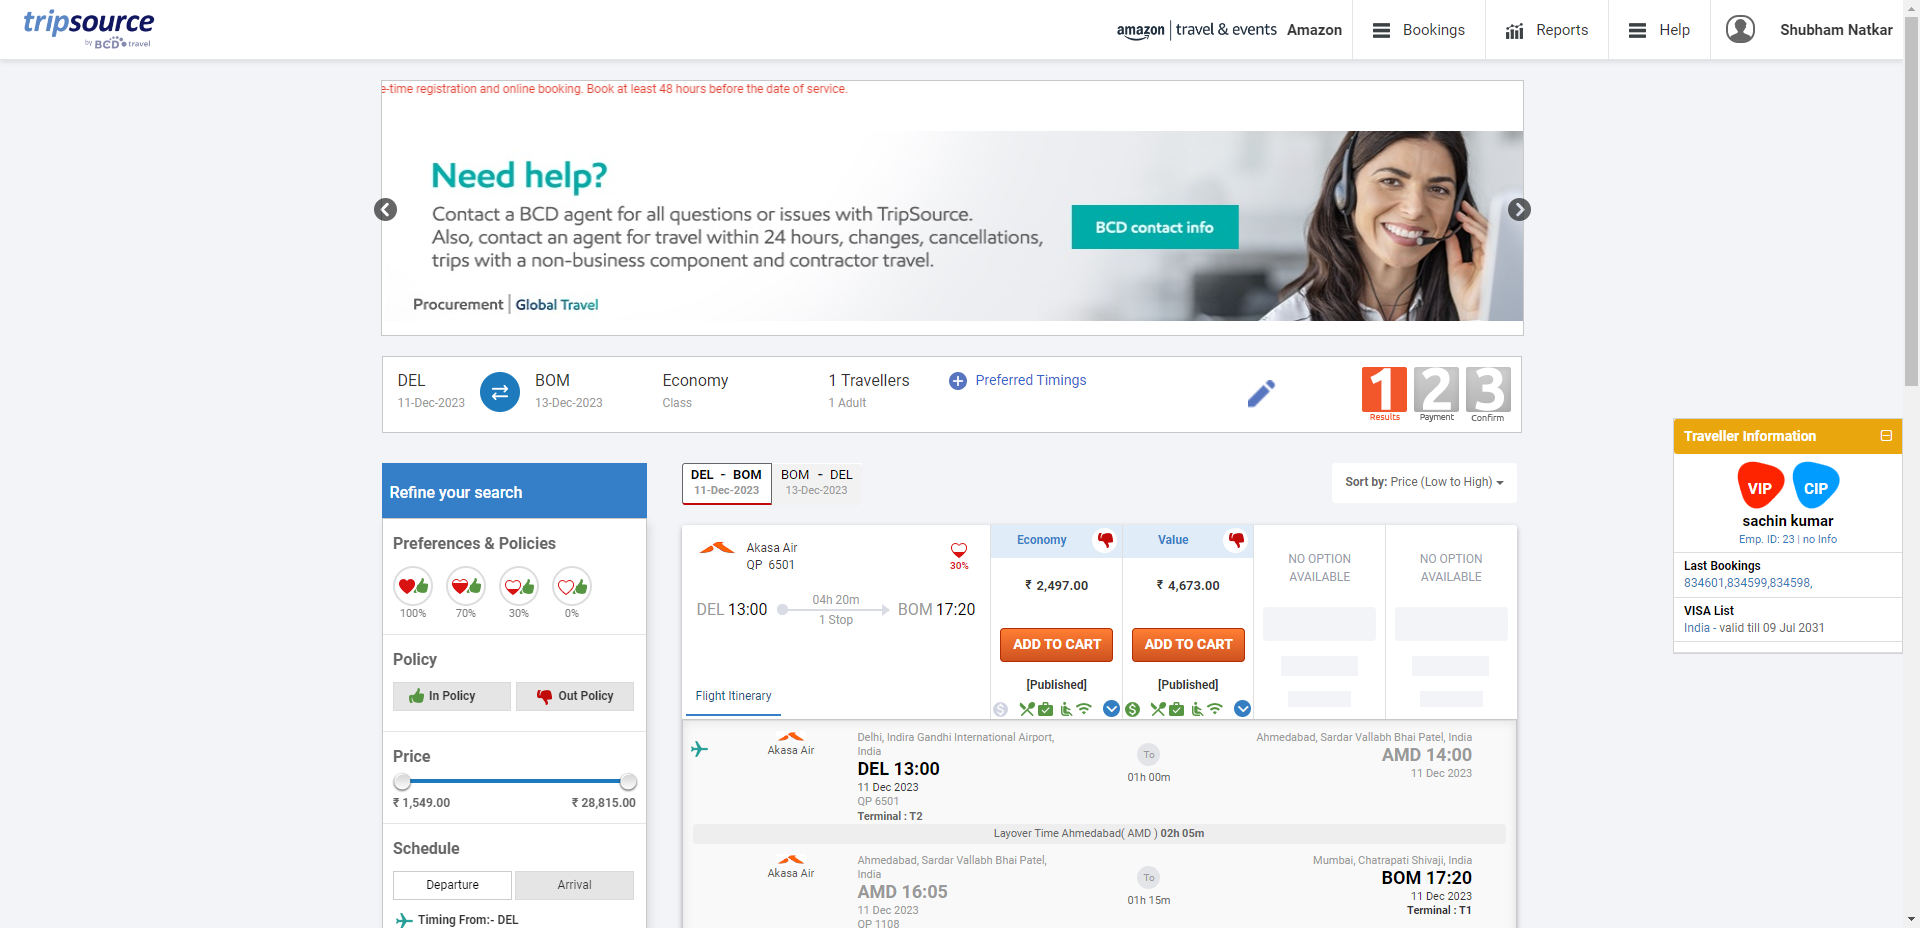 tripsource
by BCD travel
amazon | travel & events Amazon
Bookings
Reports
Help
Shubham Natkar
e-time registration and online booking. Book at least 48 hours before the date of service.
Need help?
Contact a BCD agent for all questions or issues with TripSource.
Also, contact an agent for travel within 24 hours, changes, cancellations,
trips with a non-business component and contractor travel.
BCD contact info
Procurement | Global Travel
DEL
11-Dec-2023
BOM
13-Dec-2023
Economy
Class
1 Travellers
1 Adult
Preferred Timings
1 2 3
Results Payment Confirm
Traveller Information
VIP CIP
sachin kumar
Emp. ID: 23 | no Info
Last Bookings
834601,834599,834598,
VISA List
India - valid till 09 Jul 2031
Refine your search
Preferences & Policies
100% 70% 30% 0%
Policy
In Policy Out Policy
Price
₹ 1,549.00 ₹ 28,815.00
Schedule
Departure Arrival
Timing From:- DEL
DEL - BOM
11-Dec-2023
BOM - DEL
13-Dec-2023
Sort by: Price (Low to High)
Akasa Air
QP 6501
30%
DEL 13:00
04h 20m
1 Stop
BOM 17:20
Flight Itinerary
Economy
₹ 2,497.00
ADD TO CART
[Published]
Value
₹ 4,673.00
ADD TO CART
[Published]
NO OPTION
AVAILABLE
NO OPTION
AVAILABLE
Akasa Air
Delhi, Indira Gandhi International Airport,
India
DEL 13:00
11 Dec 2023
QP 6501
Terminal : T2
To
01h 00m
Ahmedabad, Sardar Vallabh Bhai Patel, India
AMD 14:00
11 Dec 2023
Layover Time Ahmedabad( AMD ) 02h 05m
Akasa Air
Ahmedabad, Sardar Vallabh Bhai Patel,
India
AMD 16:05
11 Dec 2023
QP 1108
To
01h 15m
Mumbai, Chatrapati Shivaji, India
BOM 17:20
11 Dec 2023
Terminal : T1